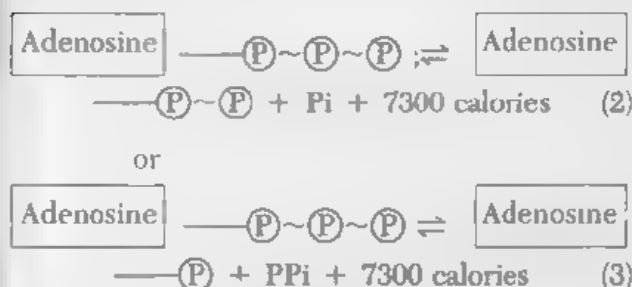 Adenosine —Ⓟ~Ⓟ~Ⓟ ⇌ Adenosine
—Ⓟ~Ⓟ + Pi + 7300 calories (2)
or
Adenosine —Ⓟ~Ⓟ~Ⓟ ⇌ Adenosine
—Ⓟ + PPi + 7300 calories (3)